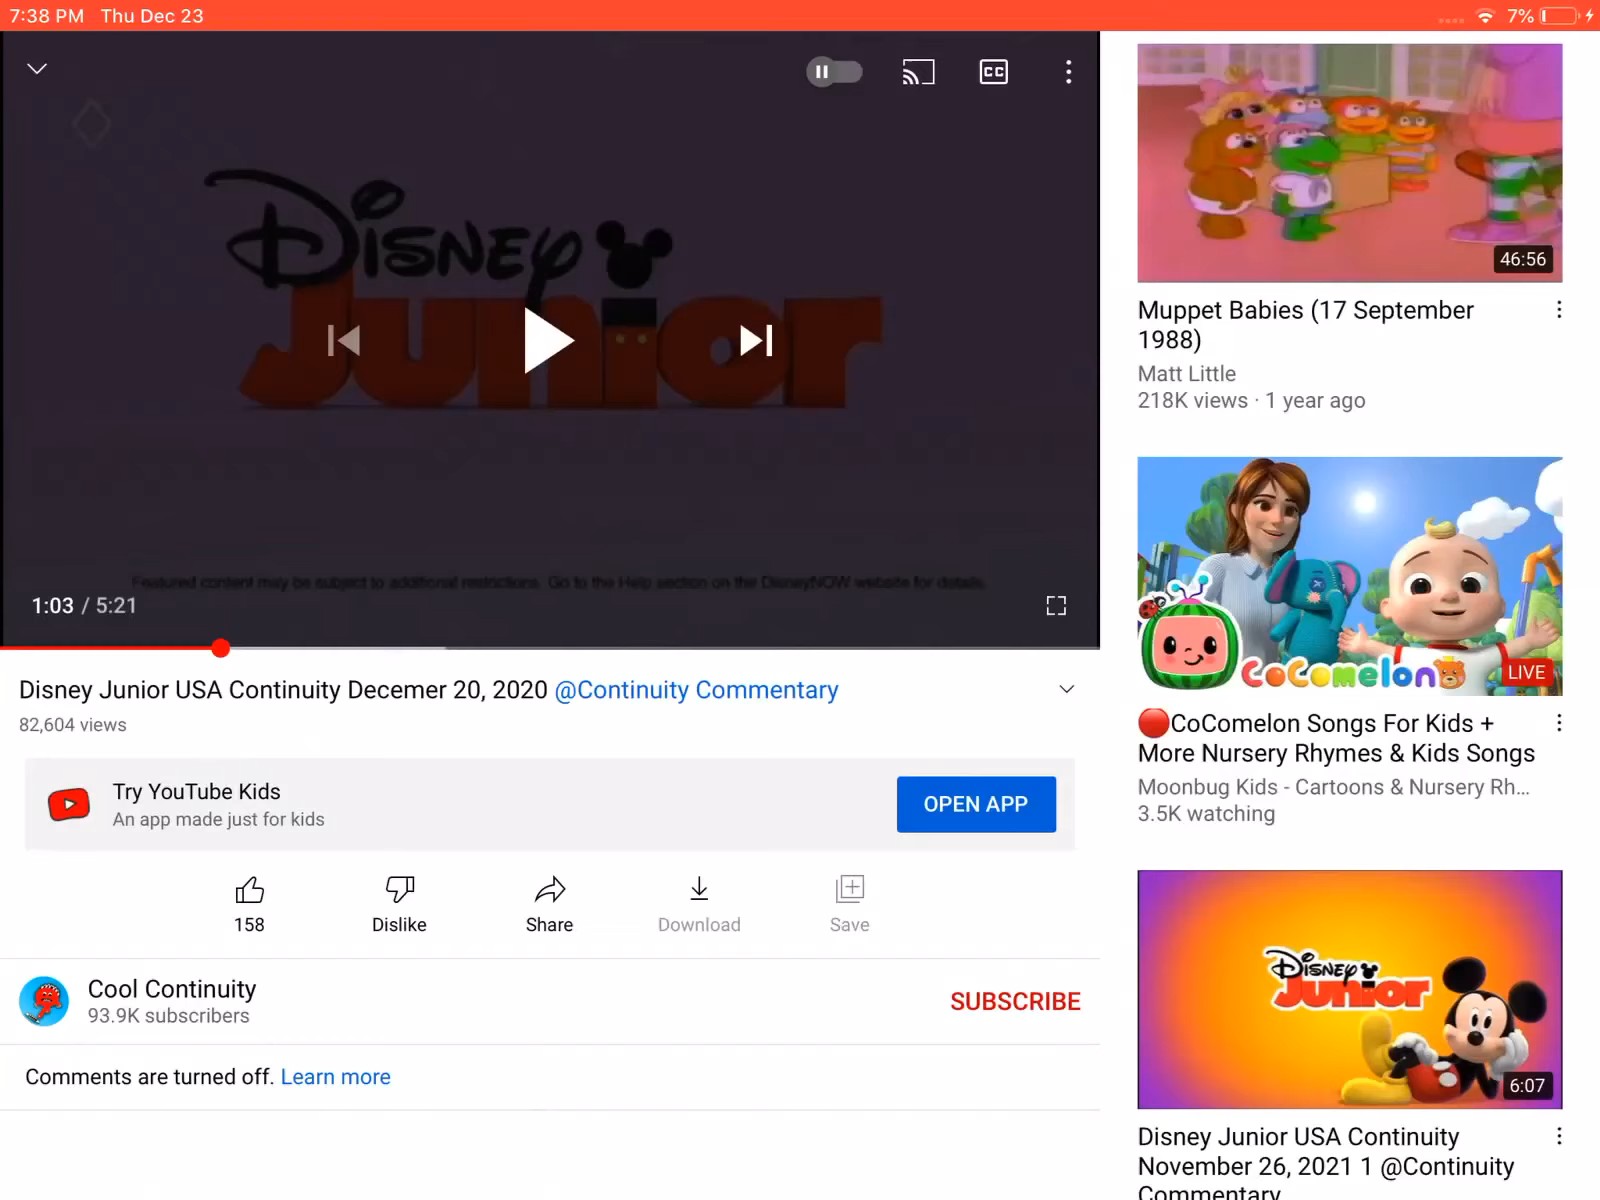 7:38 PM Thu Dec 23
7%
CC
Disney
Junior
Featured content may be subject to additional restrictions. Go to the Help section on the DisneyNOW website for details.
1:03 / 5:21
Disney Junior USA Continuity Decemer 20, 2020 @Continuity Commentary
82,604 views
Try YouTube Kids
An app made just for kids
OPEN APP
158
Dislike
Share
Download
Save
Cool Continuity
93.9K subscribers
SUBSCRIBE
Comments are turned off. Learn more
46:56
Muppet Babies (17 September
1988)
Matt Little
218K views · 1 year ago
CoComelon
LIVE
🔴CoComelon Songs For Kids +
More Nursery Rhymes & Kids Songs
Moonbug Kids - Cartoons & Nursery Rh...
3.5K watching
Disney
Junior
6:07
Disney Junior USA Continuity
November 26, 2021 1 @Continuity
Commentary